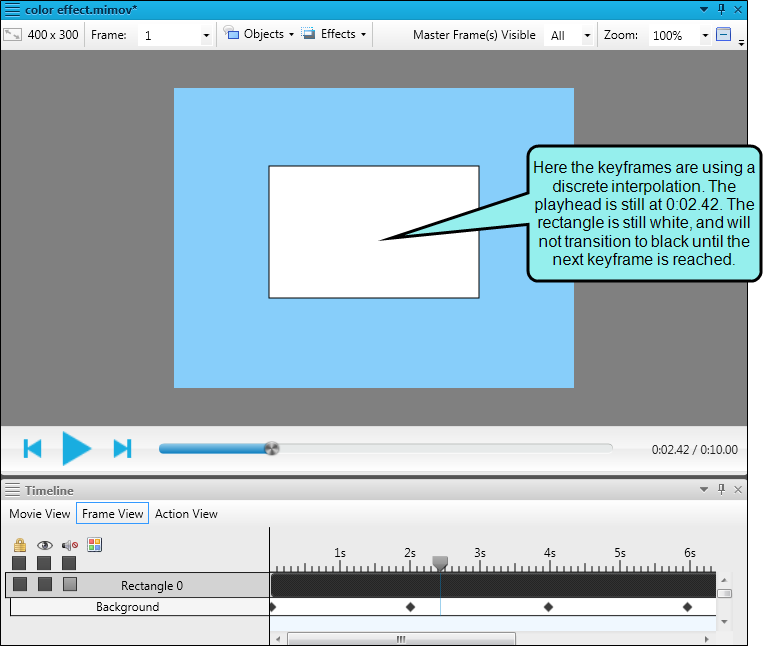 color effect.mimov*
400 x 300 Frame: 1 Objects Effects Master Frame(s) Visible All Zoom: 100%
Here the keyframes are using a
discrete interpolation. The
playhead is still at 0:02.42. The
rectangle is still white, and will
not transition to black until the
next keyframe is reached.
0:02.42 / 0:10.00
Timeline
Movie View Frame View Action View
1s 2s 3s 4s 5s 6s
Rectangle 0
Background